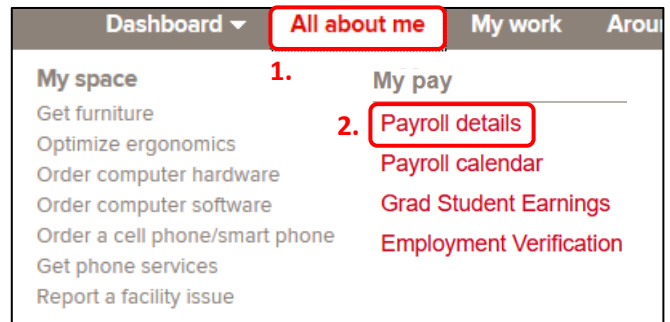 Dashboard All about me My work Arour
1.
My space
Get furniture
Optimize ergonomics
Order computer hardware
Order computer software
Order a cell phone/smart phone
Get phone services
Report a facility issue
My pay
2. Payroll details
Payroll calendar
Grad Student Earnings
Employment Verification